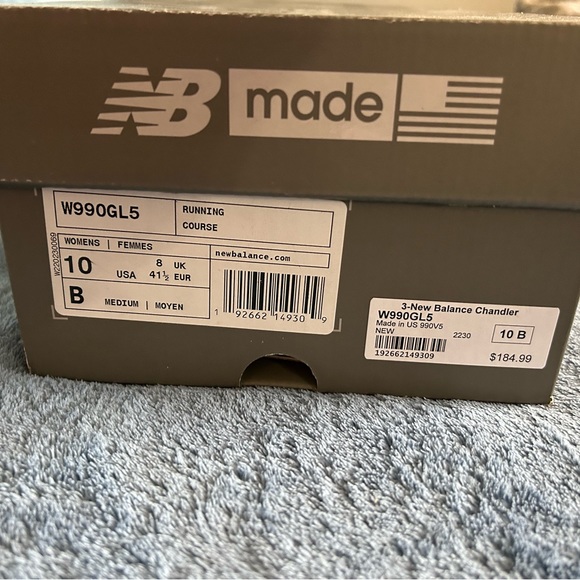 NB made
W990GL5
RUNNING
COURSE
W220230069
WOMENS | FEMMES
10 USA
8 UK
41½ EUR
B MEDIUM | MOYEN
newbalance.com
1 92662 14930 9
3-New Balance Chandler
W990GL5
Made in US 990V5
NEW 2230
10 B
192662149309
$184.99